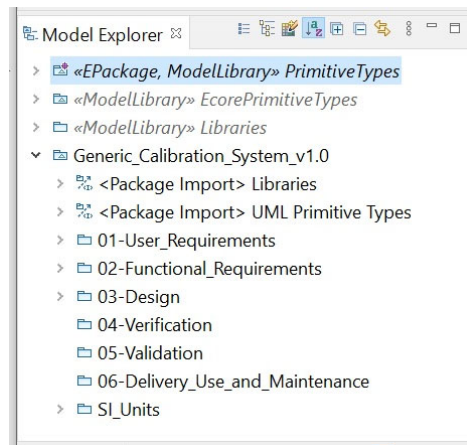 Model Explorer
«EPackage, ModelLibrary» PrimitiveTypes
«ModelLibrary» EcorePrimitiveTypes
«ModelLibrary» Libraries
Generic_Calibration_System_v1.0
<Package Import> Libraries
<Package Import> UML Primitive Types
01-User_Requirements
02-Functional_Requirements
03-Design
04-Verification
05-Validation
06-Delivery_Use_and_Maintenance
SI_Units